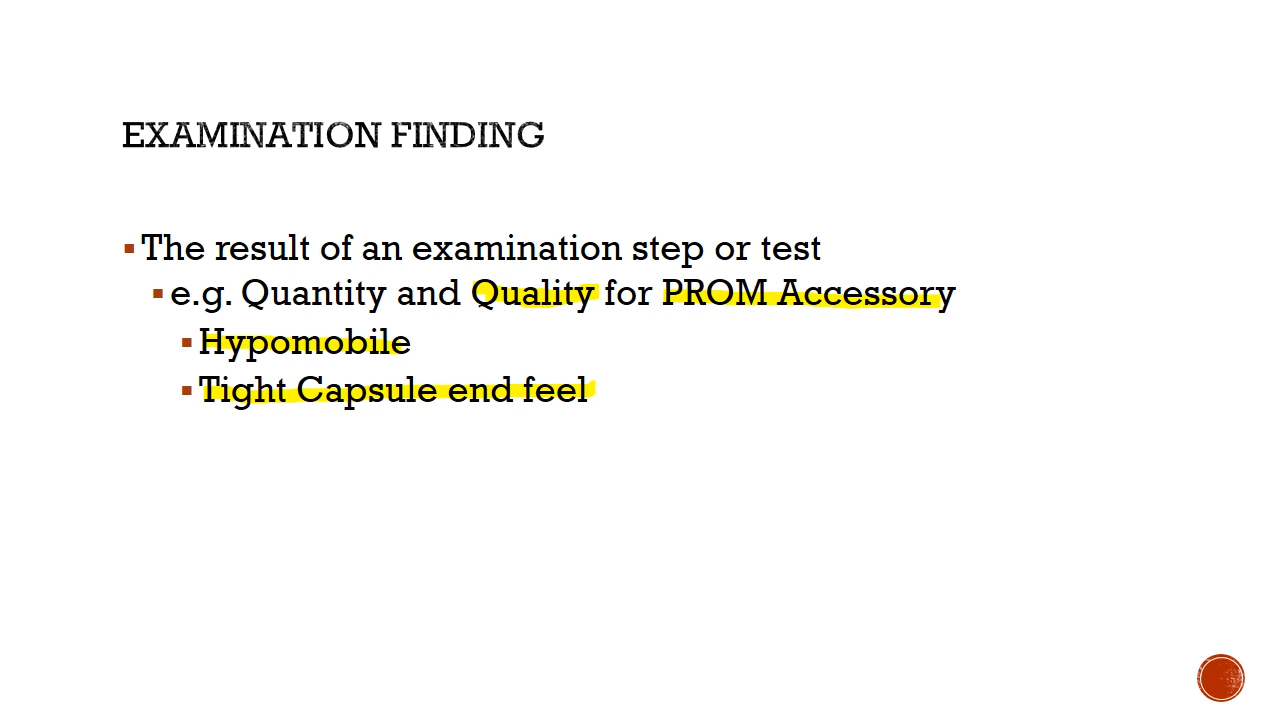 EXAMINATION FINDING
The result of an examination step or test
e.g. Quantity and Quality for PROM Accessory
Hypomobile
Tight Capsule end feel